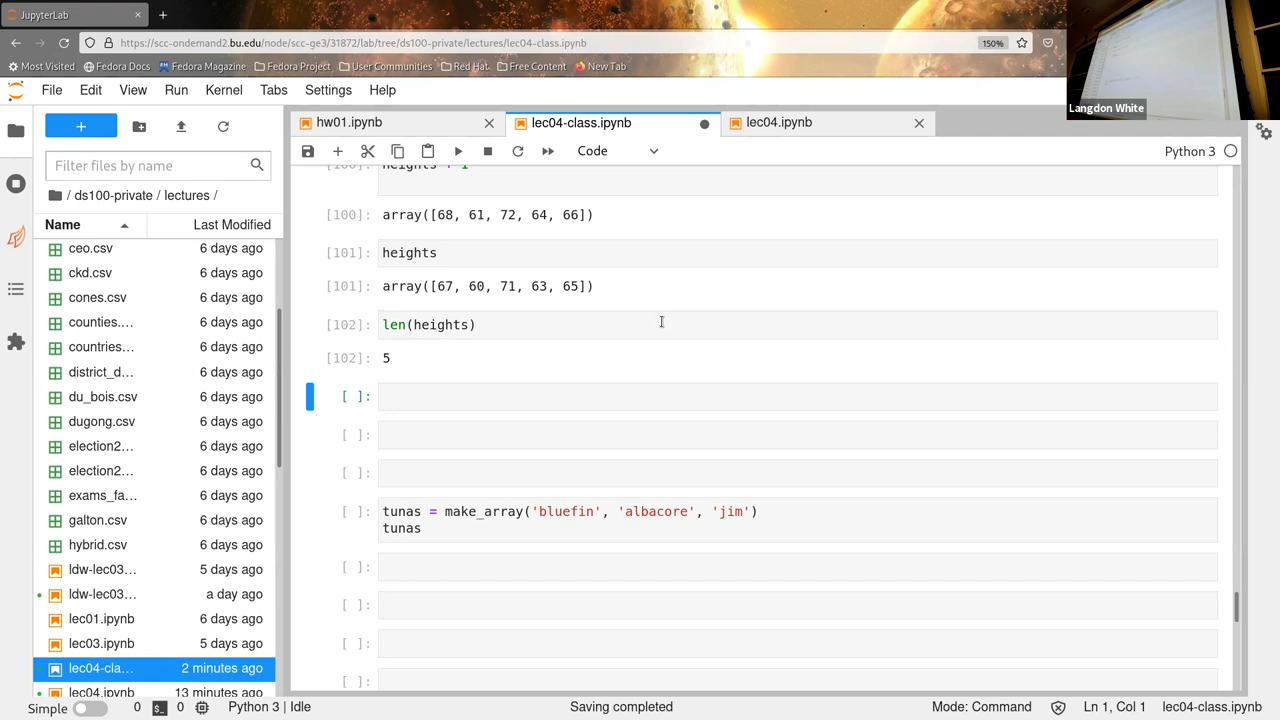 JupyterLab
https://scc-ondemand2.bu.edu/node/scc-ge3/31872/lab/tree/ds100-private/lectures/lec04-class.ipynb
150%
Most Visited
Fedora Docs
Fedora Magazine
Fedora Project
User Communities
Red Hat
Free Content
New Tab
Langdon White
File Edit View Run Kernel Tabs Settings Help
hw01.ipynb
lec04-class.ipynb
lec04.ipynb
Filter files by name
Code
Python 3
/ ds100-private / lectures /
Name Last Modified
ceo.csv 6 days ago
ckd.csv 6 days ago
cones.csv 6 days ago
counties.... 6 days ago
countries... 6 days ago
district_d... 6 days ago
du_bois.csv 6 days ago
dugong.csv 6 days ago
election2... 6 days ago
election2... 6 days ago
exams_fa... 6 days ago
galton.csv 6 days ago
hybrid.csv 6 days ago
ldw-lec03... 5 days ago
ldw-lec03... a day ago
lec01.ipynb 6 days ago
lec03.ipynb 5 days ago
lec04-cla... 2 minutes ago
lec04.ipynb 13 minutes ago
[100]: heights + 1
[100]: array([68, 61, 72, 64, 66])
[101]: heights
[101]: array([67, 60, 71, 63, 65])
[102]: len(heights)
[102]: 5
[ ]:
[ ]:
[ ]:
[ ]: tunas = make_array('bluefin', 'albacore', 'jim')
tunas
[ ]:
[ ]:
[ ]:
[ ]:
Simple 0 0 Python 3 | Idle Saving completed Mode: Command Ln 1, Col 1 lec04-class.ipynb